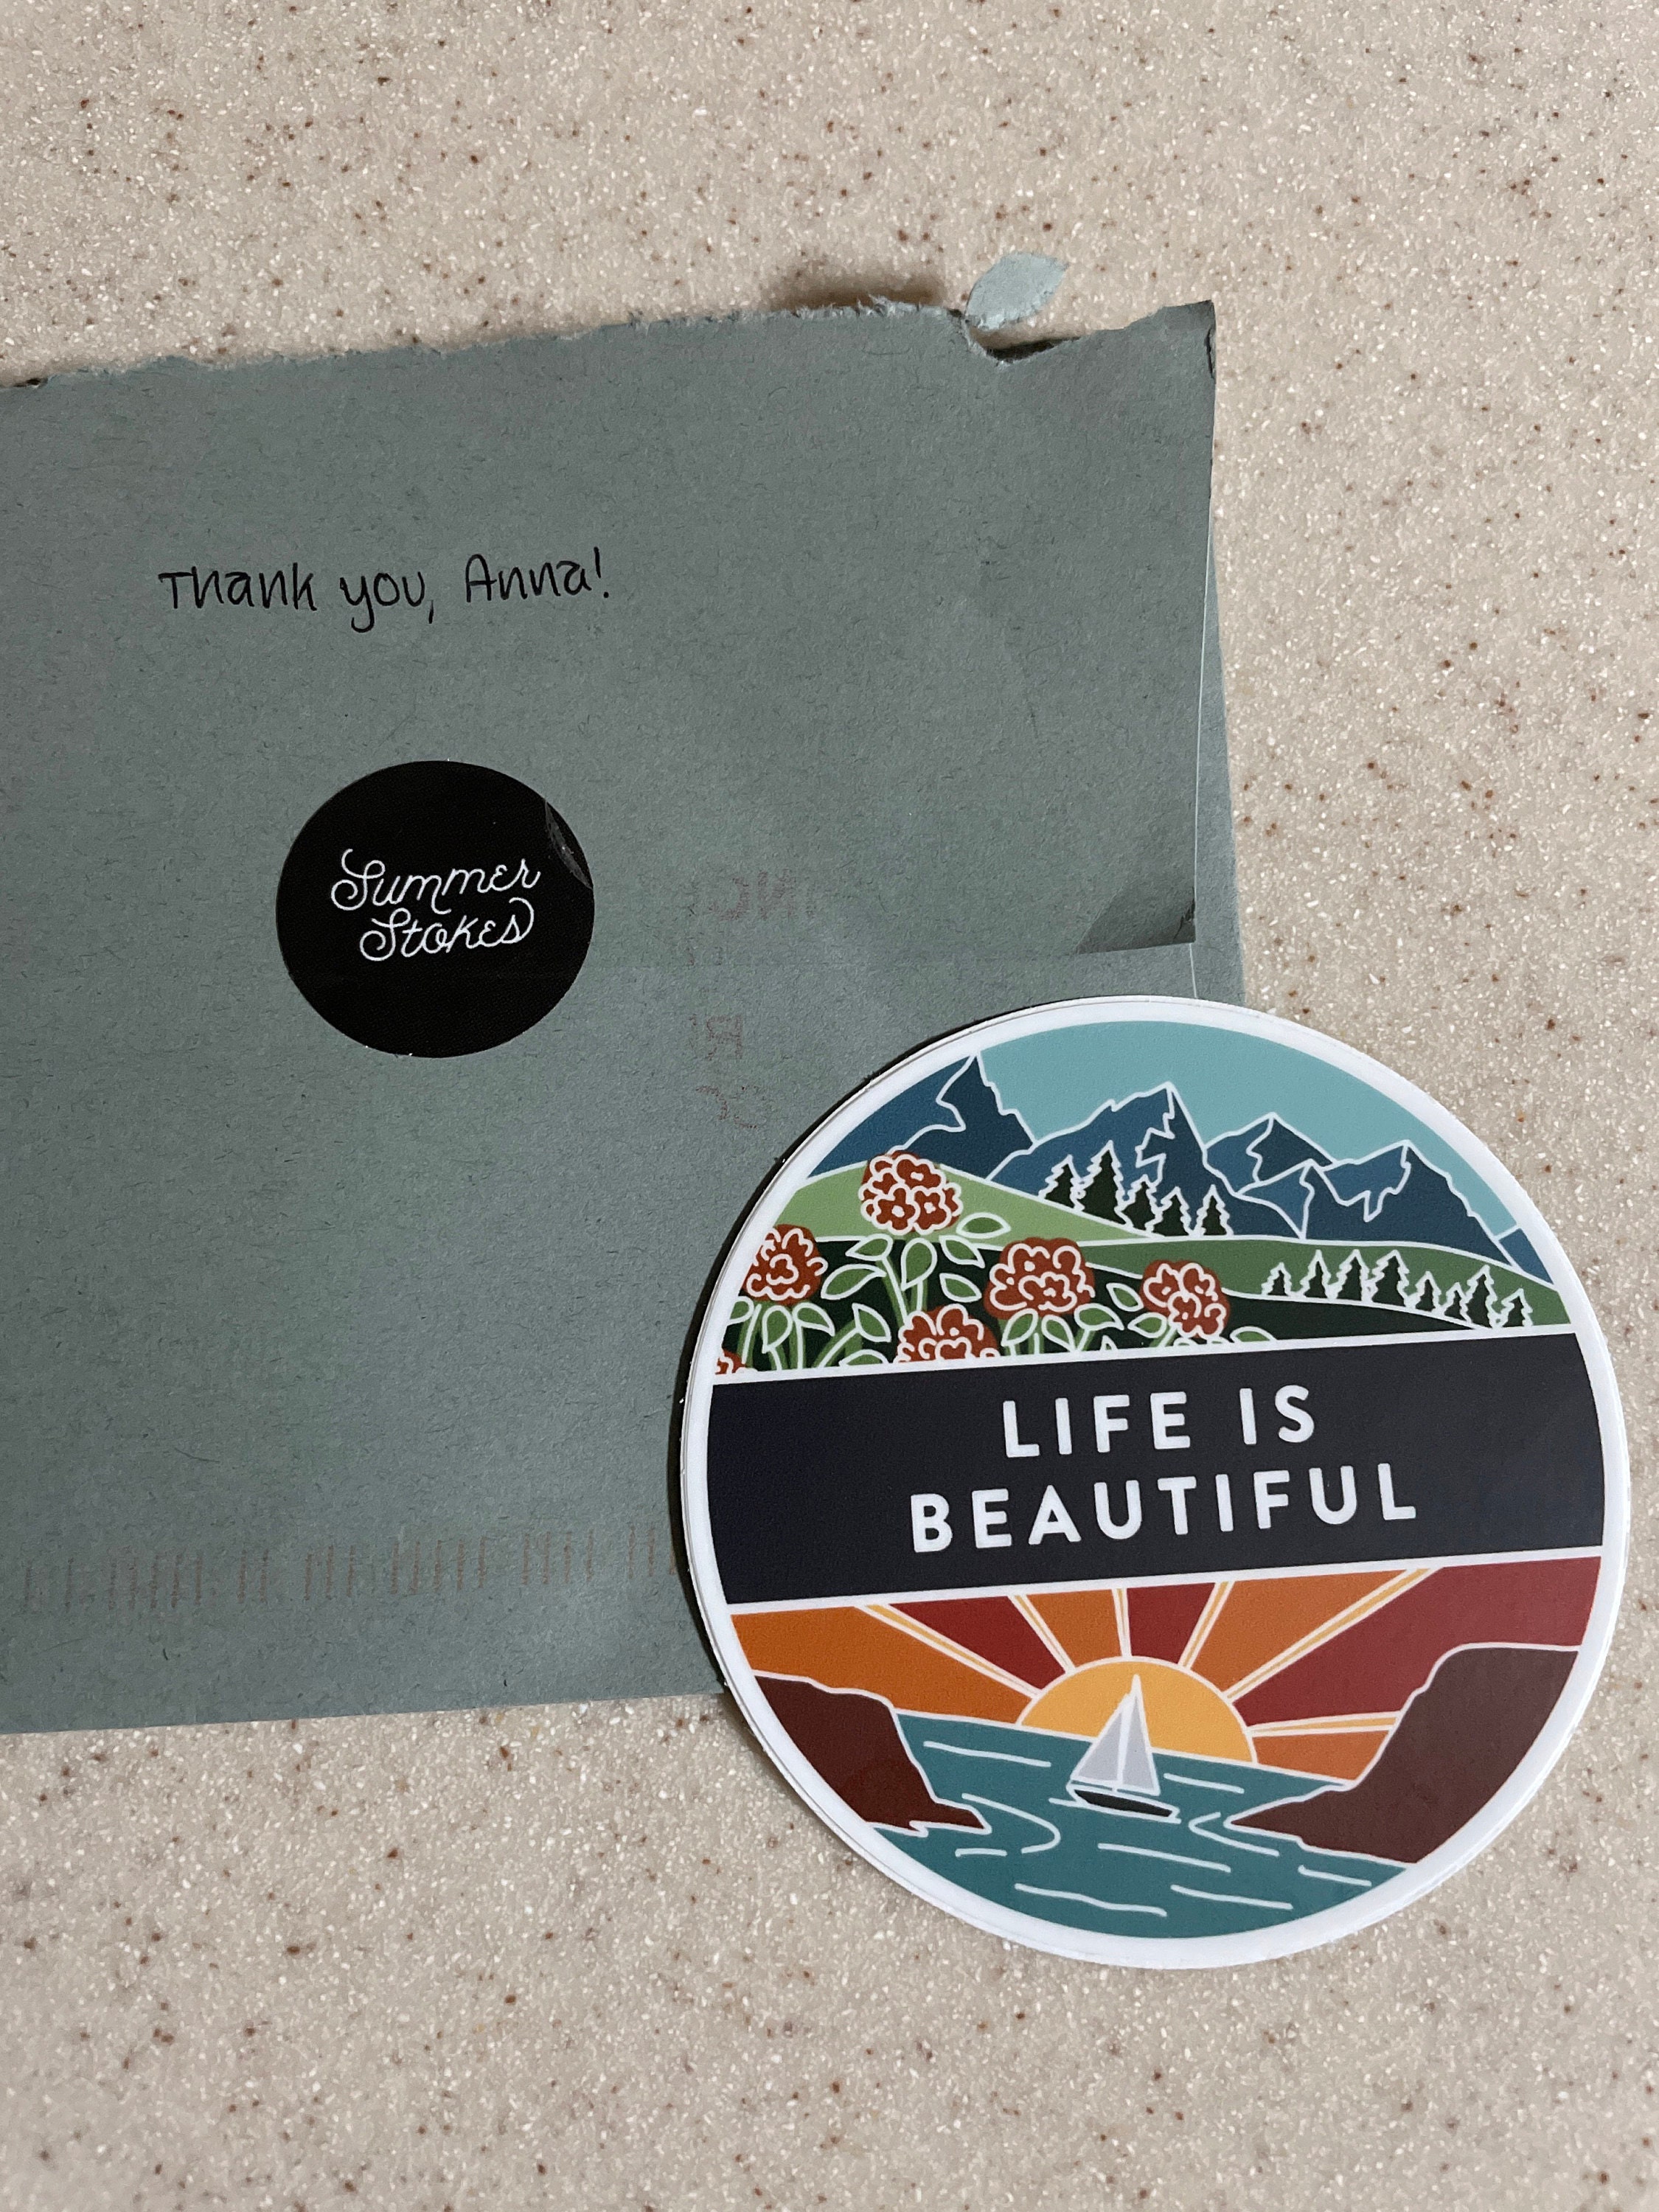 Thank you, Anna!
Summer
Stokes
LIFE IS
BEAUTIFUL